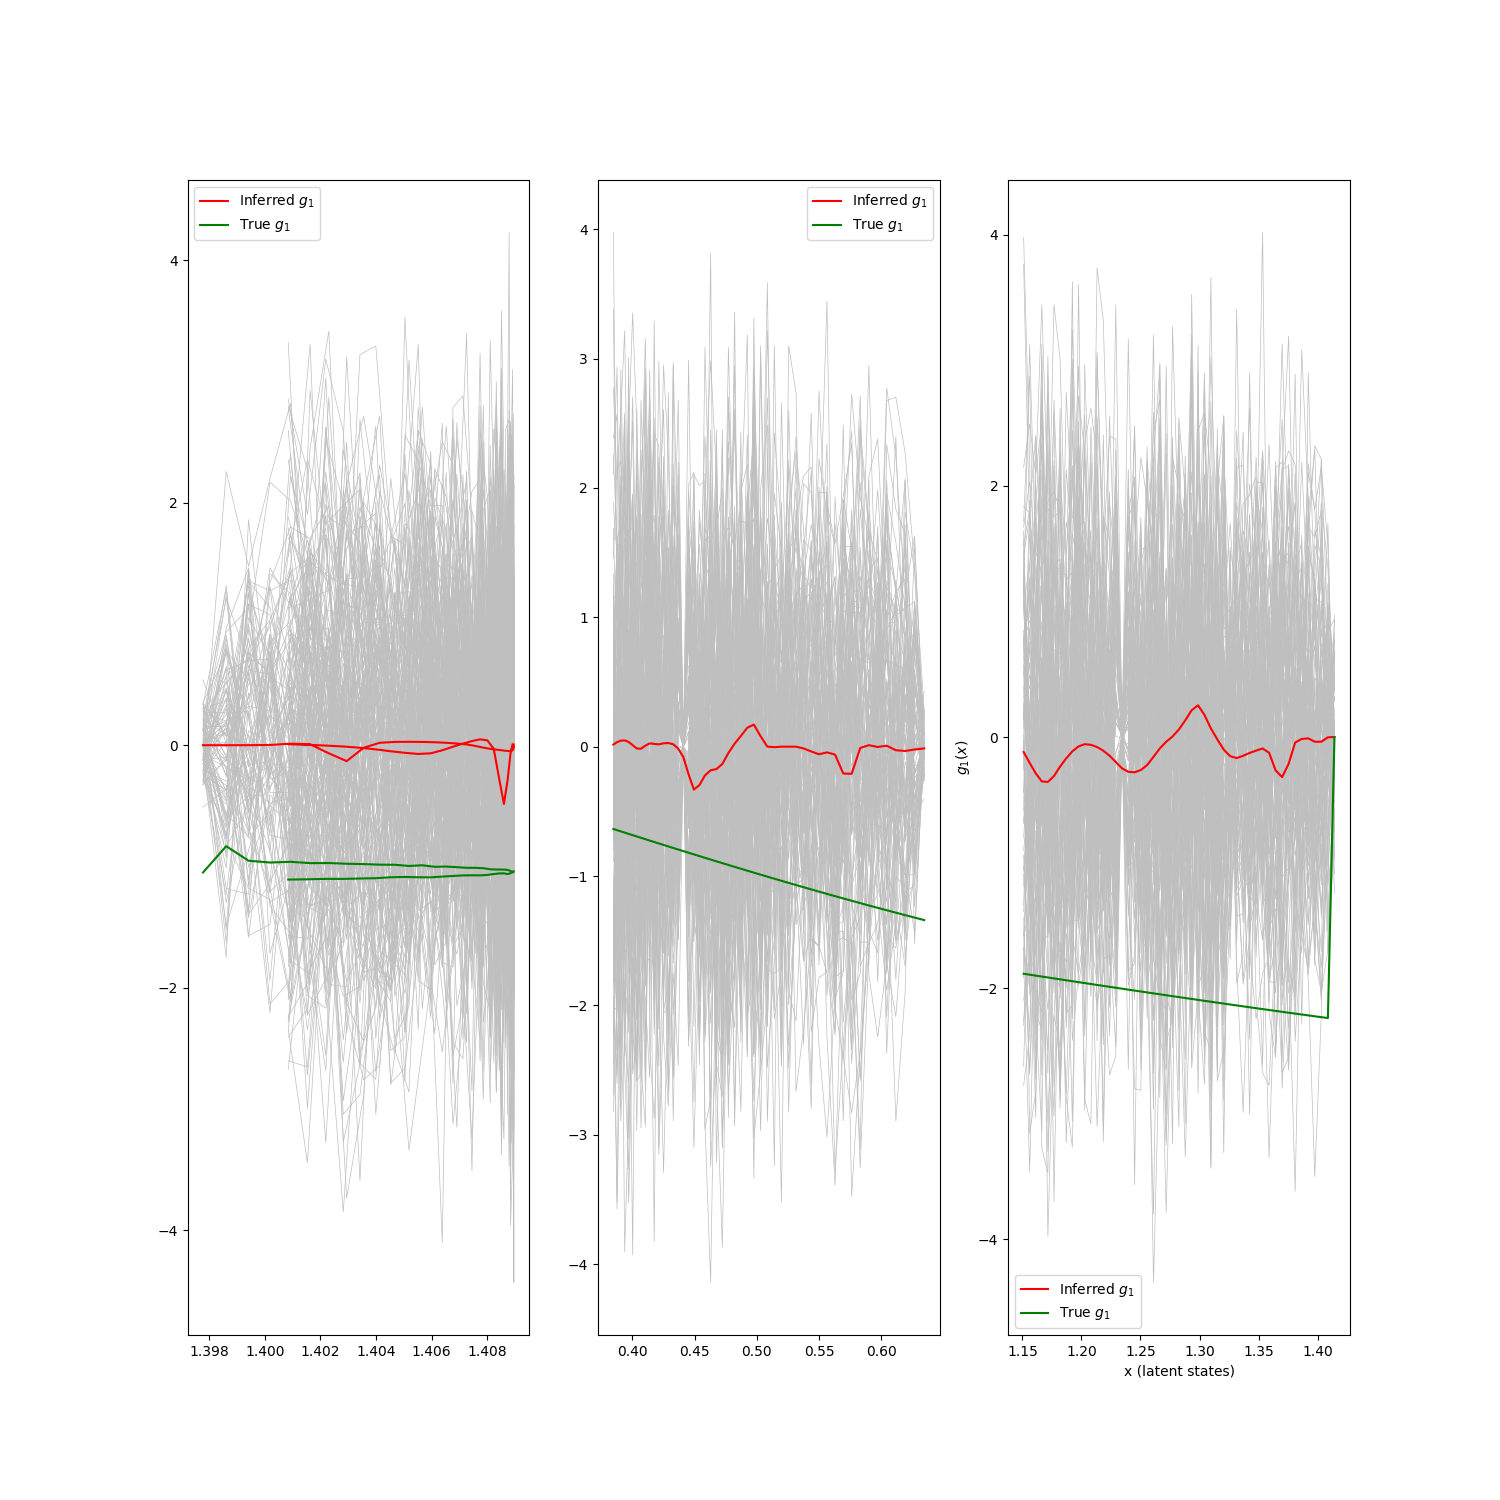 Inferred g₁
True g₁
4
2
0
−2
−4
1.398 1.400 1.402 1.404 1.406 1.408
Inferred g₁
True g₁
4
3
2
1
0
−1
−2
−3
−4
0.40 0.45 0.50 0.55 0.60
g₁(x)
4
2
0
−2
−4
Inferred g₁
True g₁
1.15 1.20 1.25 1.30 1.35 1.40
x (latent states)